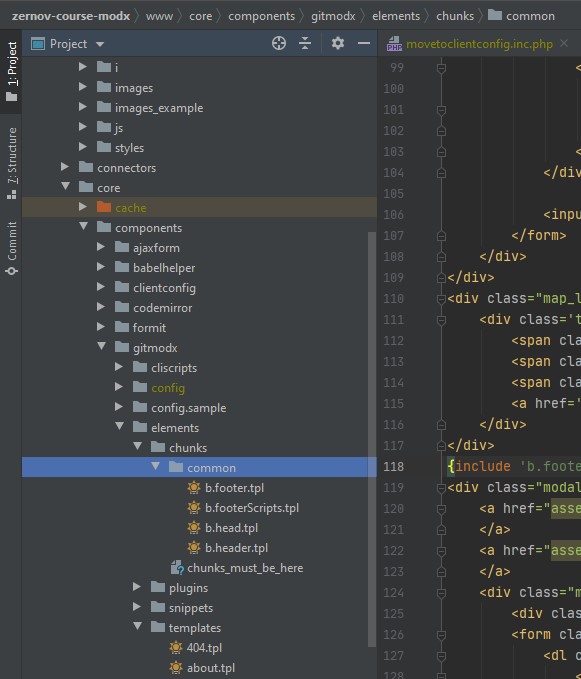 zernov-course-modx › www › core › components › gitmodx › elements › chunks › common
Project
movetoclientconfig.inc.php
1: Project
7: Structure
Commit
i
images
images_example
js
styles
connectors
core
cache
components
ajaxform
babelhelper
clientconfig
codemirror
formit
gitmodx
cliscripts
config
config.sample
elements
chunks
common
b.footer.tpl
b.footerScripts.tpl
b.head.tpl
b.header.tpl
chunks_must_be_here
plugins
snippets
templates
404.tpl
about.tpl
99 <
100
101
102
103 <
104 </div
105
106 <inpu
107 </form>
108 </div>
109 </div>
110 <div class="map_l
111 <div class='t
112 <span cla
113 <span cla
114 <span cla
115 <a href='
116 </div>
117 </div>
118 {include 'b.foote
119 <div class="modal
120 <a href="asse
121 </a>
122 <a href="asse
123 </a>
124 <div class="m
125 <div clas
126 <form cla
127 <dl c
128 <